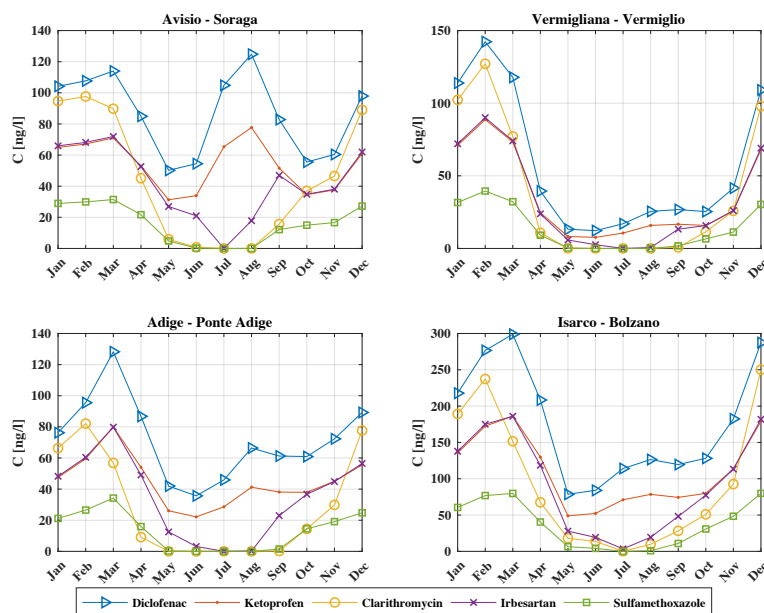 Avisio - Soraga
Vermigliana - Vermiglio
C [ng/l]
140
120
100
80
60
40
20
0
Jan Feb Mar Apr May Jun Jul Aug Sep Oct Nov Dec
150
100
50
0
Jan Feb Mar Apr May Jun Jul Aug Sep Oct Nov Dec
Adige - Ponte Adige
Isarco - Bolzano
C [ng/l]
140
120
100
80
60
40
20
0
Jan Feb Mar Apr May Jun Jul Aug Sep Oct Nov Dec
C [ng/l]
300
250
200
150
100
50
0
Jan Feb Mar Apr May Jun Jul Aug Sep Oct Nov Dec
Diclofenac Ketoprofen Clarithromycin Irbesartan Sulfamethoxazole